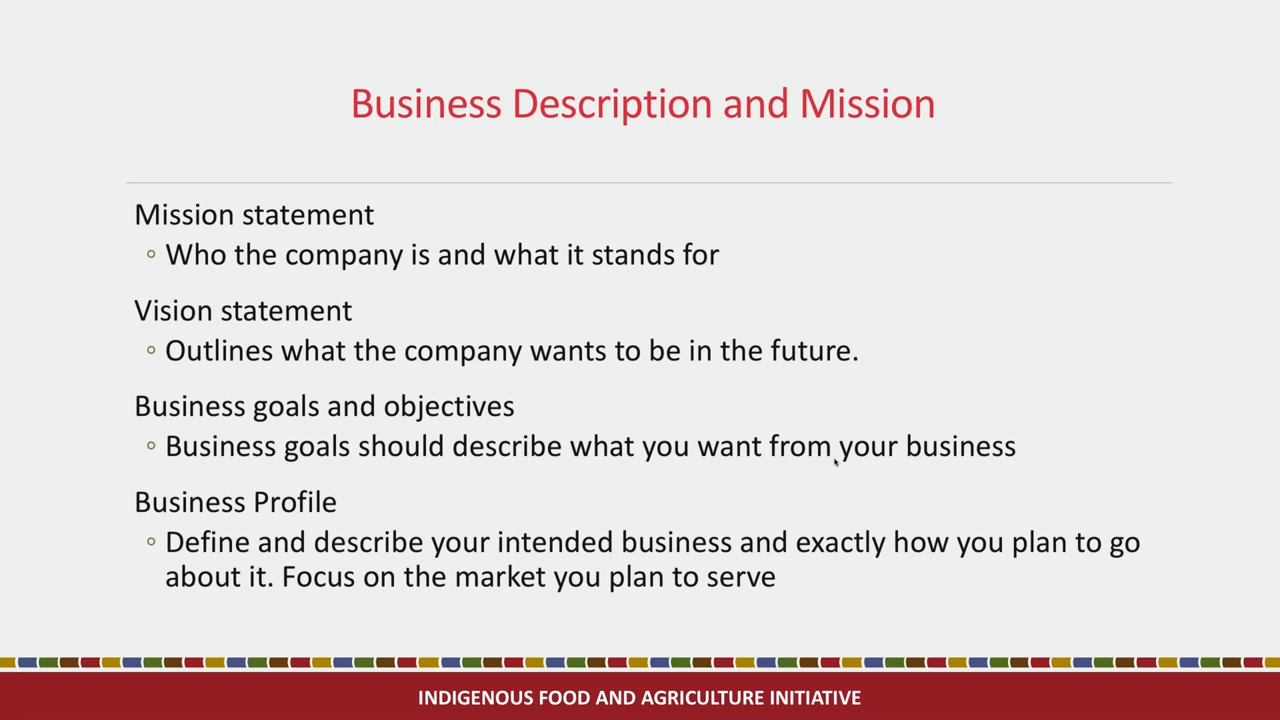 Business Description and Mission
Mission statement
◦ Who the company is and what it stands for
Vision statement
◦ Outlines what the company wants to be in the future.
Business goals and objectives
◦ Business goals should describe what you want from your business
Business Profile
◦ Define and describe your intended business and exactly how you plan to go
about it. Focus on the market you plan to serve
INDIGENOUS FOOD AND AGRICULTURE INITIATIVE